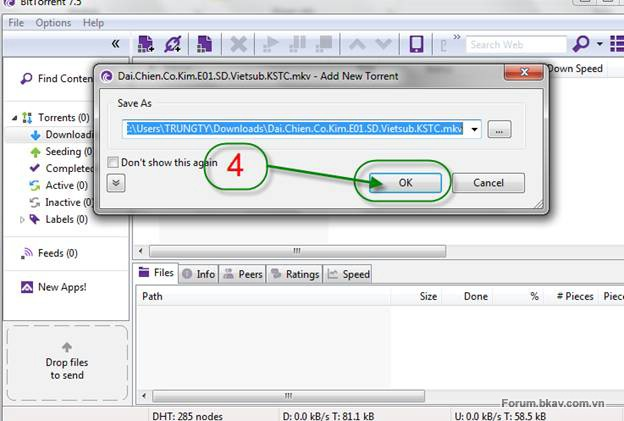 BitTorrent 7.5
File Options Help
Search Web
Find Conten
Down Speed
Dai.Chien.Co.Kim.E01.SD.Vietsub.KSTC.mkv - Add New Torrent
Save As
C:\Users\TRUNGTY\Downloads\Dai.Chien.Co.Kim.E01.SD.Vietsub.KSTC.mkv
...
Don't show this again
4
OK
Cancel
Torrents (0)
Downloadi
Seeding (0)
Completed
Active (0)
Inactive (0)
Labels (0)
Feeds (0)
New Apps!
Drop files
to send
Files Info Peers Ratings Speed
Path Size Done % # Pieces Piece
Forum.bkav.com.vn
DHT: 285 nodes D: 0.0 kB/s T: 81.1 kB U: 0.0 kB/s T: 58.5 kB